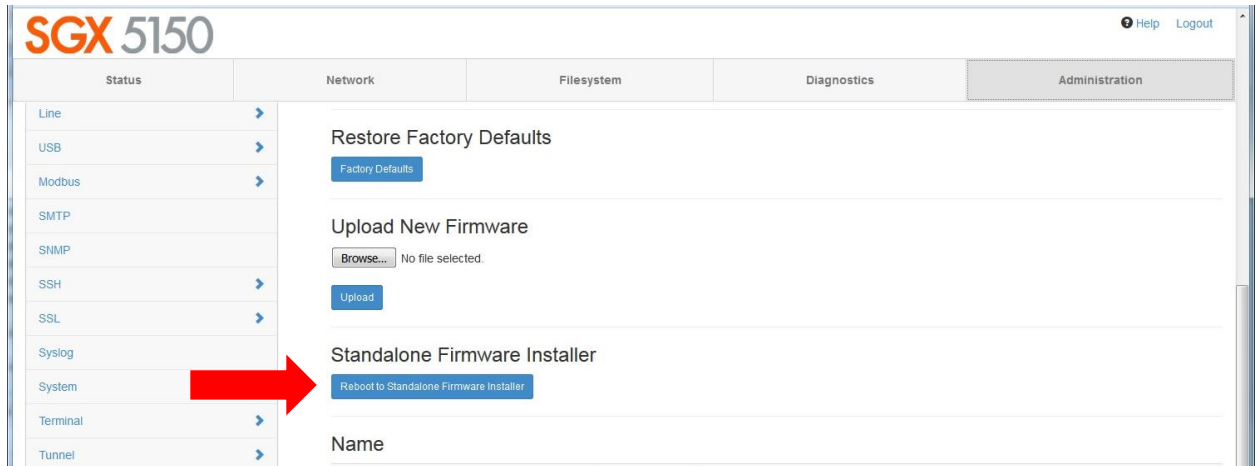 SGX 5150
Help Logout
Status Network Filesystem Diagnostics Administration
Line
USB
Modbus
SMTP
SNMP
SSH
SSL
Syslog
System
Terminal
Tunnel
Restore Factory Defaults
Factory Defaults
Upload New Firmware
Browse... No file selected.
Upload
Standalone Firmware Installer
Reboot to Standalone Firmware Installer
Name